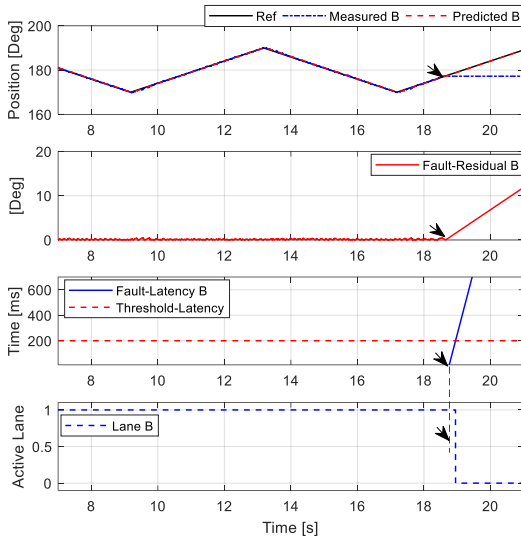 Ref Measured B Predicted B
200
180
160
Position [Deg]
8 10 12 14 16 18 20
Fault-Residual B
20
10
0
[Deg]
8 10 12 14 16 18 20
Fault-Latency B
Threshold-Latency
600
400
200
Time [ms]
8 10 12 14 16 18 20
Lane B
1
0.5
0
Active Lane
8 10 12 14 16 18 20
Time [s]